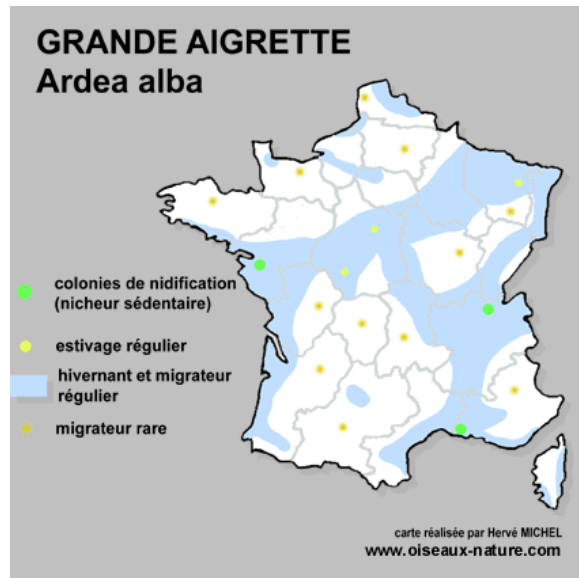 GRANDE AIGRETTE
Ardea alba
colonies de nidification
(nicheur sédentaire)
estivage régulier
hivernant et migrateur
régulier
migrateur rare
carte réalisée par Hervé MICHEL
www.oiseaux-nature.com